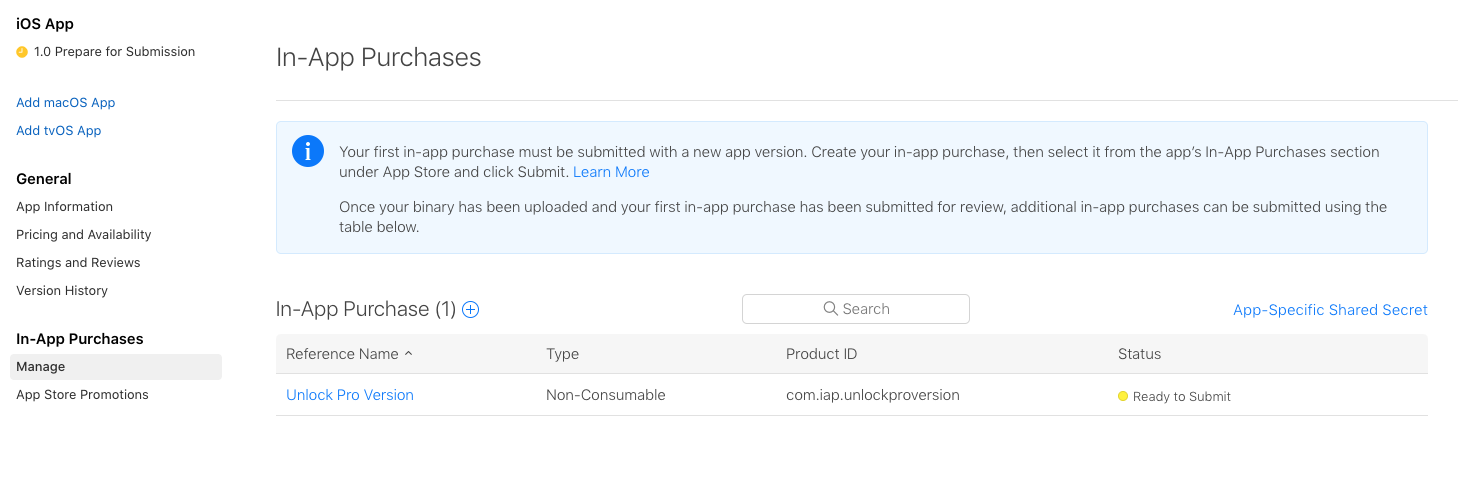 iOS App
1.0 Prepare for Submission
Add macOS App
Add tvOS App
General
App Information
Pricing and Availability
Ratings and Reviews
Version History
In-App Purchases
Manage
App Store Promotions
In-App Purchases
Your first in-app purchase must be submitted with a new app version. Create your in-app purchase, then select it from the app’s In-App Purchases section
under App Store and click Submit. Learn More
Once your binary has been uploaded and your first in-app purchase has been submitted for review, additional in-app purchases can be submitted using the
table below.
In-App Purchase (1)
Search
App-Specific Shared Secret
Reference Name Type Product ID Status
Unlock Pro Version Non-Consumable com.iap.unlockproversion Ready to Submit